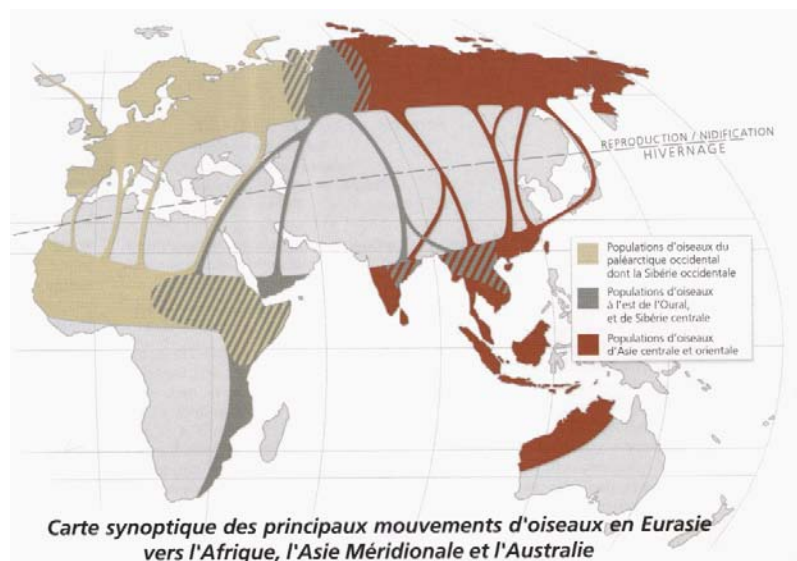 REPRODUCTION / NIDIFICATION
HIVERNAGE
Populations d'oiseaux du
paléarctique occidental
dont la Sibérie occidentale
Populations d'oiseaux
à l'est de l'Oural,
et de Sibérie centrale
Populations d'oiseaux
d'Asie centrale et orientale
Carte synoptique des principaux mouvements d'oiseaux en Eurasie
vers l'Afrique, l'Asie Méridionale et l'Australie